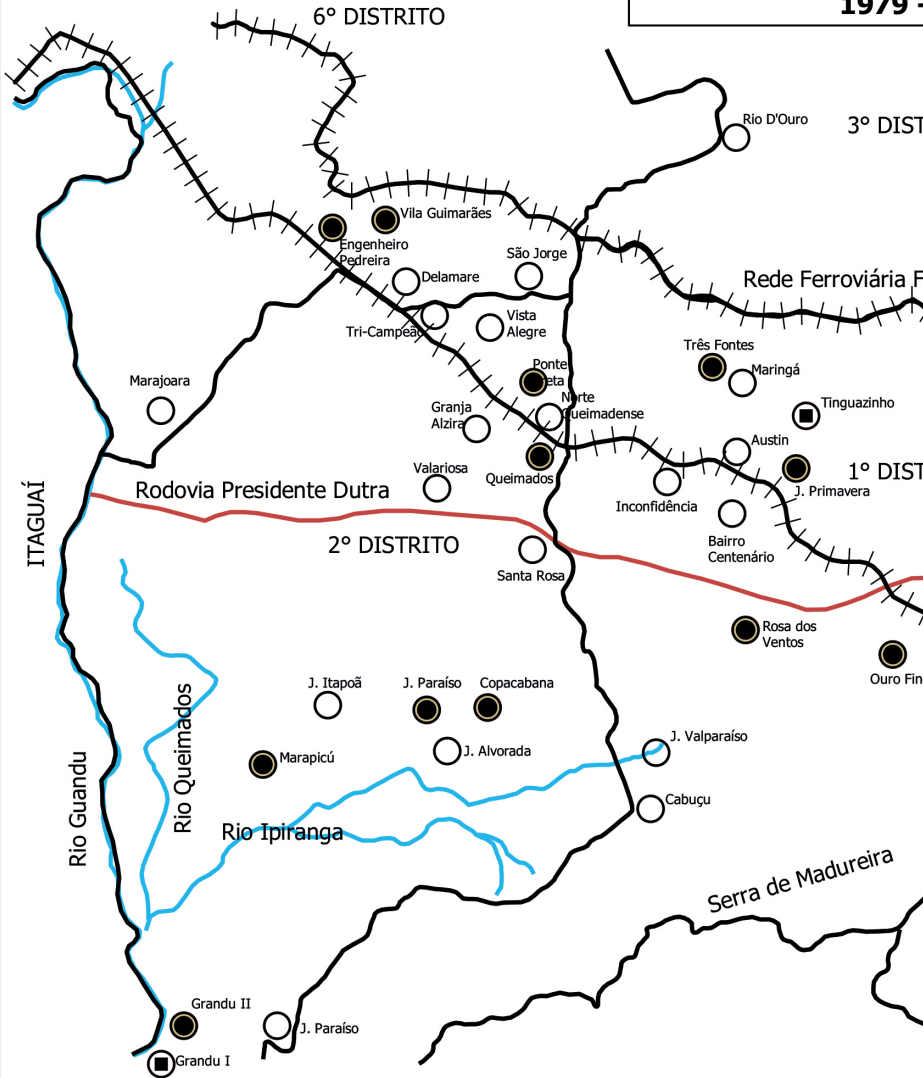 1979 -
6° DISTRITO
Rio D'Ouro
3° DIST
Vila Guimarães
Engenheiro
Pedreira
São Jorge
Delamare
Rede Ferroviária F
Vista
Alegre
Tri-Campeão
Três Fontes
Ponte
eta
Maringá
Marajoara
Norte
Queimadense
Granja
Alzira
Tinguazinho
Austin
Valariosa
Queimados
1° DIST
J. Primavera
Rodovia Presidente Dutra
Inconfidência
ITAGUAÍ
2° DISTRITO
Bairro
Centenário
Santa Rosa
Rosa dos
Ventos
Ouro Fin
J. Itapoã
J. Paraíso
Copacabana
Rio Queimados
J. Valparaíso
J. Alvorada
Marapicú
Rio Guandu
Cabuçu
Rio Ipiranga
Serra de Madureira
Grandu II
J. Paraíso
Grandu I